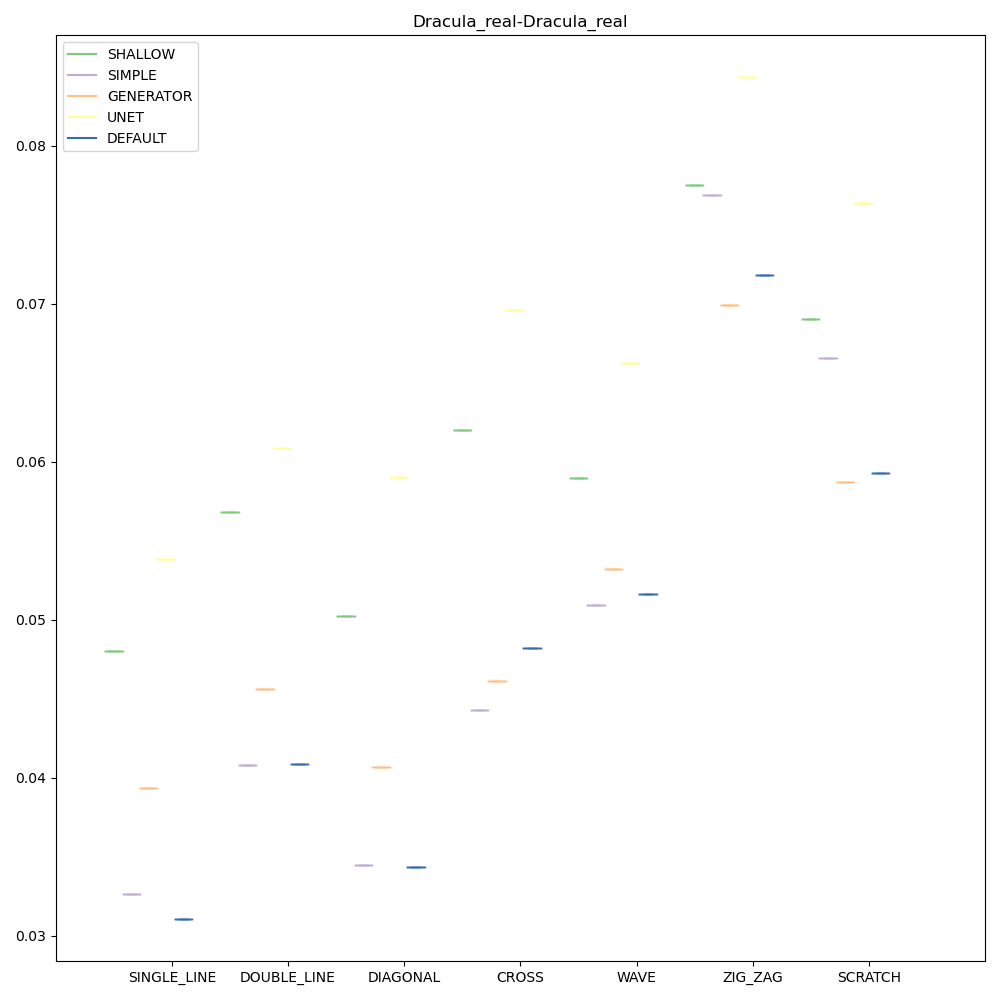 Dracula_real-Dracula_real
SHALLOW
SIMPLE
GENERATOR
UNET
DEFAULT
0.08
0.07
0.06
0.05
0.04
0.03
SINGLE_LINE DOUBLE_LINE DIAGONAL CROSS WAVE ZIG_ZAG SCRATCH